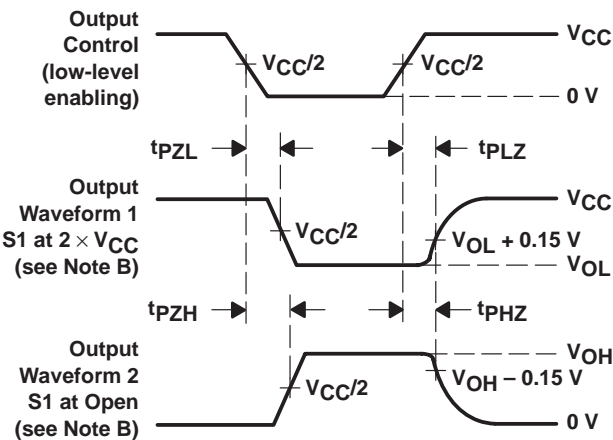 Output
Control
(low-level
enabling)
VCC/2
VCC/2
VCC
0 V
tPZL
tPLZ
Output
Waveform 1
S1 at 2 × VCC
(see Note B)
VCC/2
VCC
VOL + 0.15 V
VOL
tPZH
tPHZ
Output
Waveform 2
S1 at Open
(see Note B)
VCC/2
VOH
VOH – 0.15 V
0 V